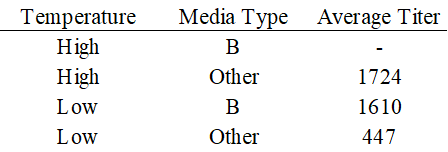 Temperature Media Type Average Titer
High B -
High Other 1724
Low B 1610
Low Other 447